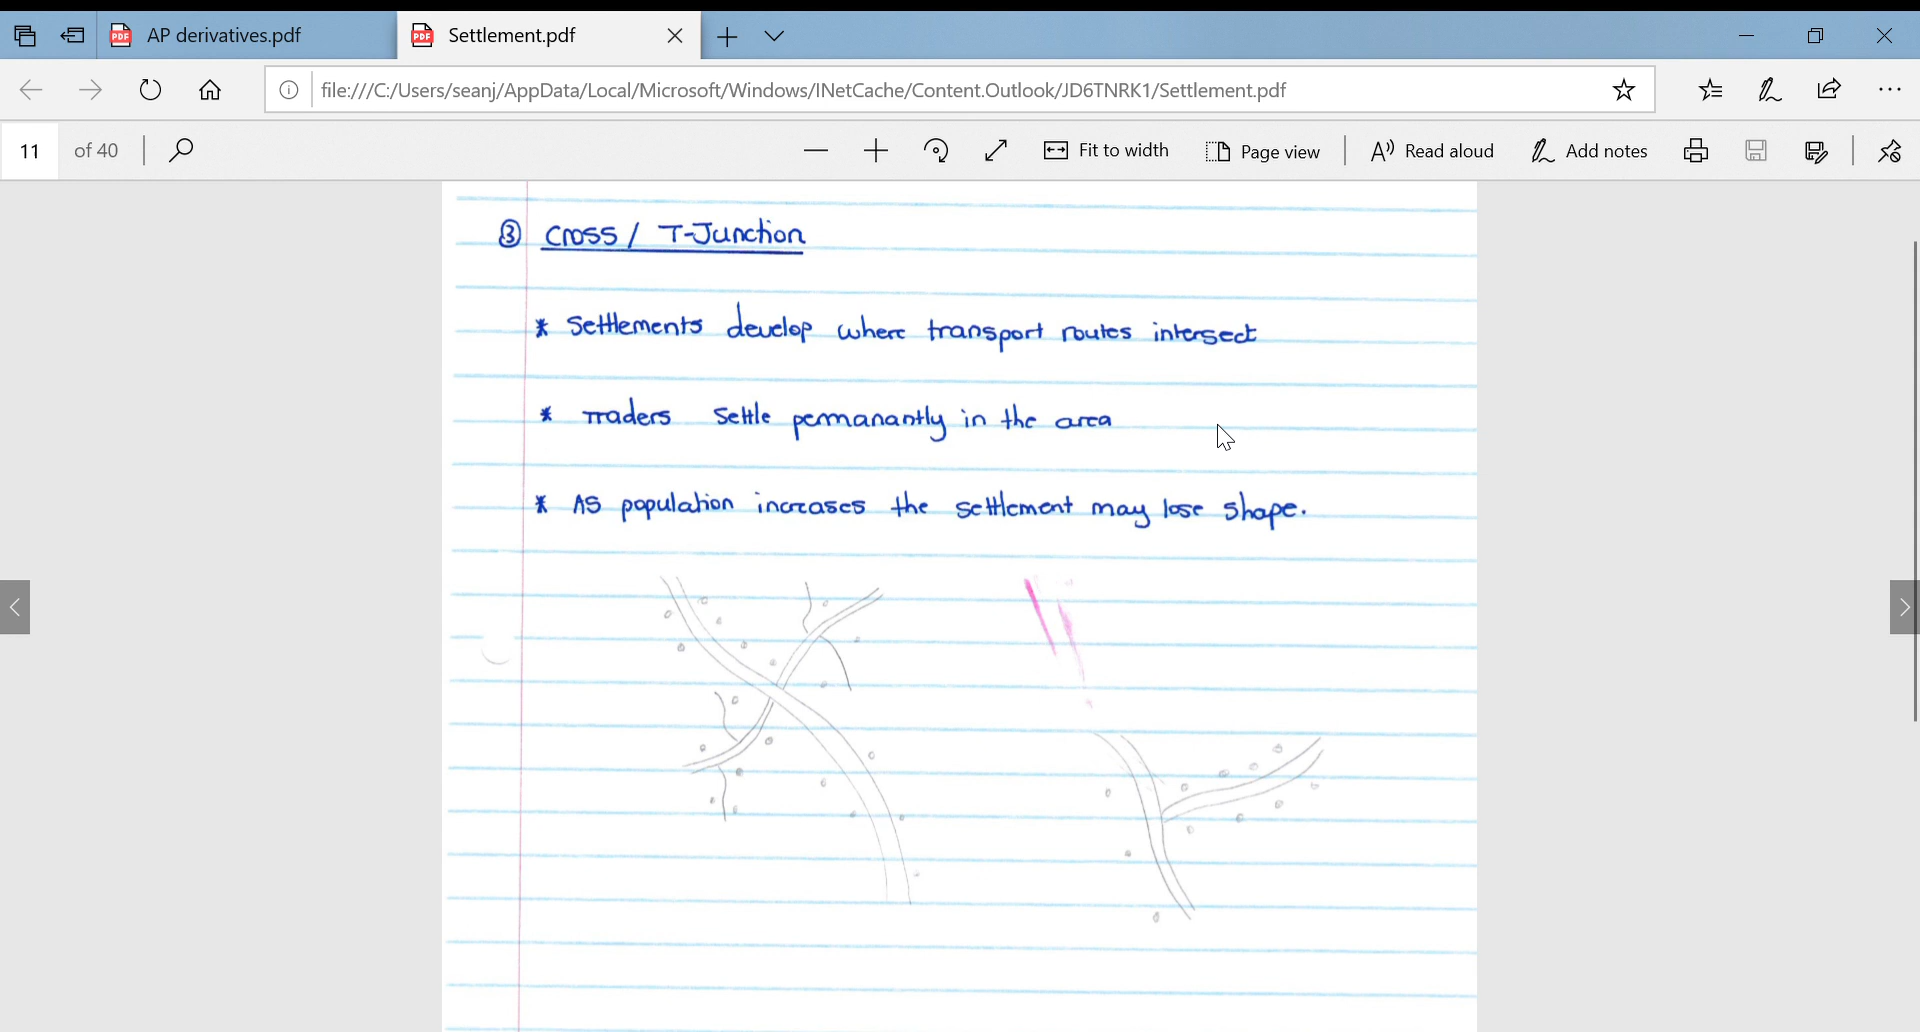 AP derivatives.pdf
Settlement.pdf
file:///C:/Users/seanj/AppData/Local/Microsoft/Windows/INetCache/Content.Outlook/JD6TNRK1/Settlement.pdf
11 of 40 Fit to width Page view Read aloud Add notes
③ Cross / T-Junction
* Settlements develop where transport routes intersect
* Traders settle permanantly in the area
* As population increases the settlement may lose shape.